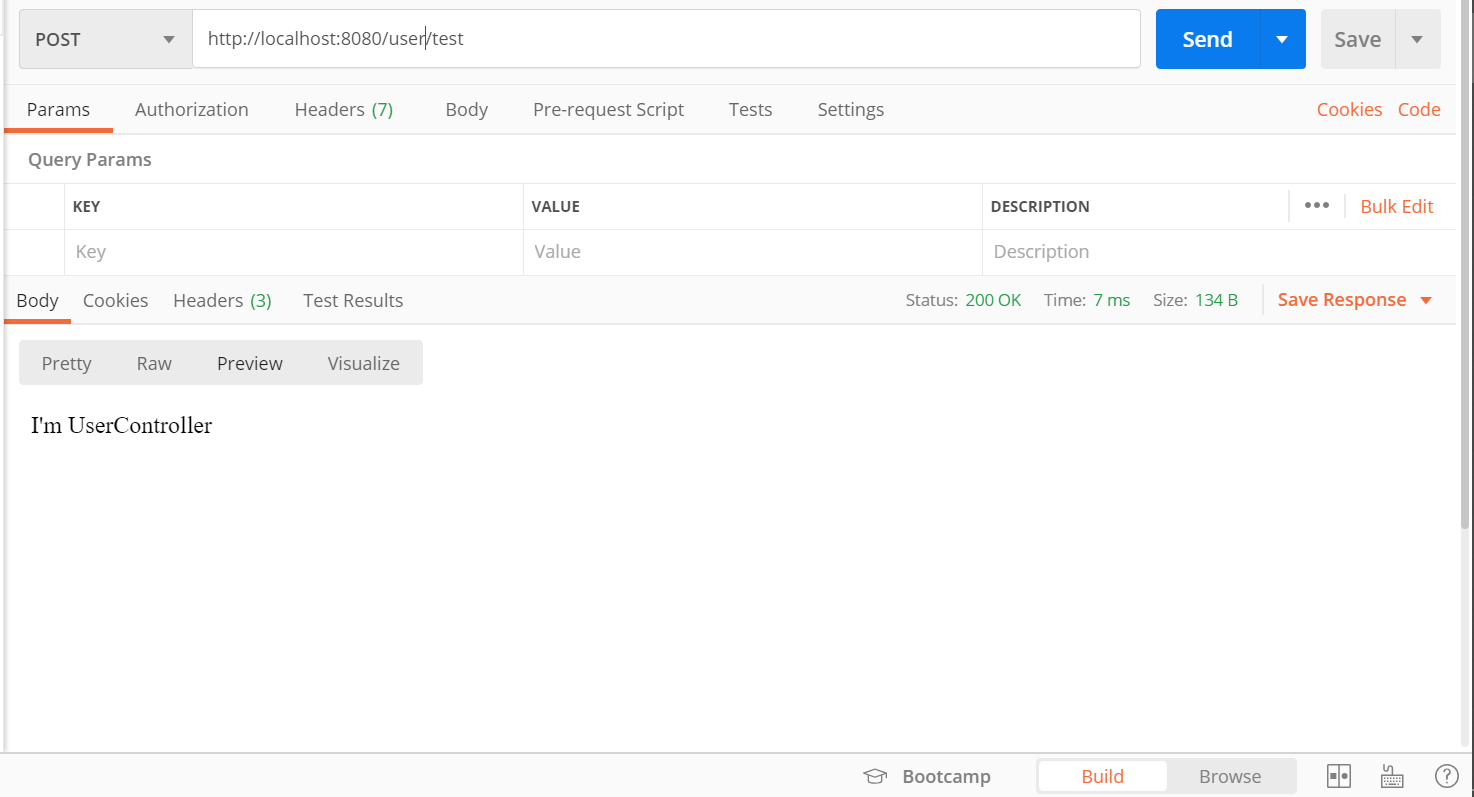 POST http://localhost:8080/user/test Send Save
Params Authorization Headers (7) Body Pre-request Script Tests Settings Cookies Code
Query Params
KEY VALUE DESCRIPTION ••• Bulk Edit
Key Value Description
Body Cookies Headers (3) Test Results Status: 200 OK Time: 7 ms Size: 134 B Save Response
Pretty Raw Preview Visualize
I'm UserController
Bootcamp Build Browse ?